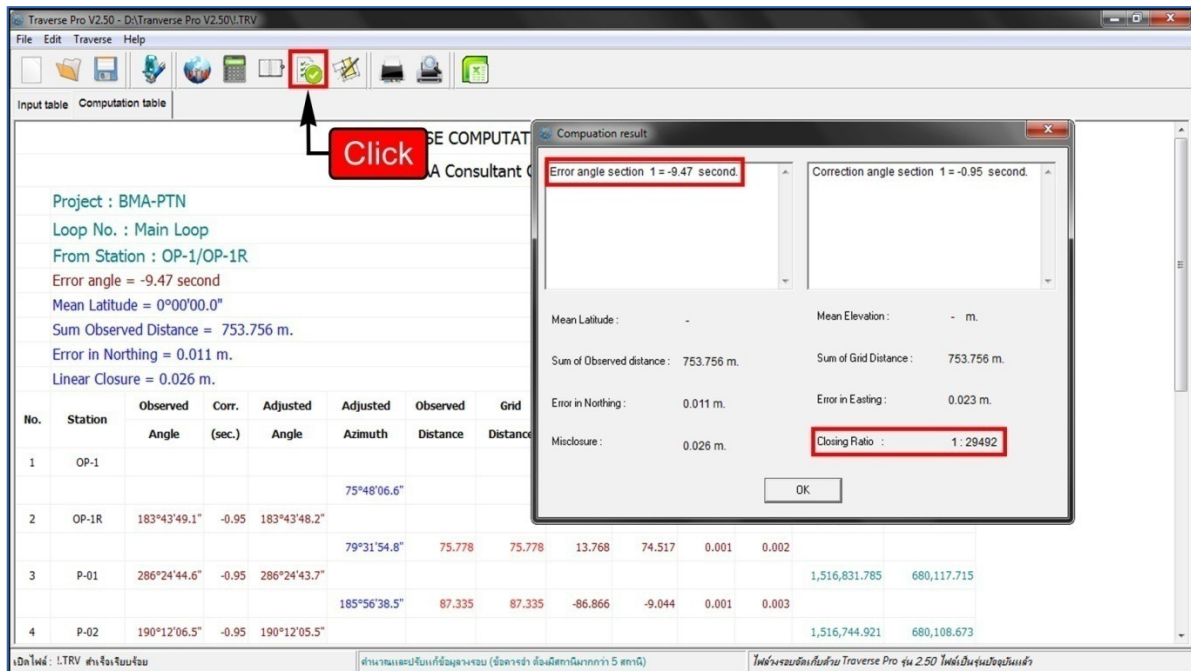 Traverse Pro V2.50 - D:\Tranverse Pro V2.50\!.TRV
File Edit Traverse Help
Input table Computation table
Click
SE COMPUTAT
AA Consultant C
Project : BMA-PTN
Loop No. : Main Loop
From Station : OP-1/OP-1R
Error angle = -9.47 second
Mean Latitude = 0°00'00.0"
Sum Observed Distance = 753.756 m.
Error in Northing = 0.011 m.
Linear Closure = 0.026 m.
Compuation result
Error angle section 1 = -9.47 second.
Correction angle section 1 = -0.95 second.
Mean Latitude : - Mean Elevation : - m.
Sum of Observed distance : 753.756 m. Sum of Grid Distance : 753.756 m.
Error in Northing : 0.011 m. Error in Easting : 0.023 m.
Misclosure : 0.026 m. Closing Ratio : 1 : 29492
OK
No. Station Observed Corr. Adjusted Adjusted Observed Grid
Angle (sec.) Angle Azimuth Distance Distance
1 OP-1
75°48'06.6"
2 OP-1R 183°43'49.1" -0.95 183°43'48.2"
79°31'54.8" 75.778 75.778 13.768 74.517 0.001 0.002
3 P-01 286°24'44.6" -0.95 286°24'43.7" 1,516,831.785 680,117.715
185°56'38.5" 87.335 87.335 -86.866 -9.044 0.001 0.003
4 P-02 190°12'06.5" -0.95 190°12'05.5" 1,516,744.921 680,108.673
เปิดไฟล์ : !.TRV สำเร็จเรียบร้อย คำนวณและปรับแก้ข้อมูลวงรอบ (ข้อควรจำ ต้องมีสถานีมากกว่า 5 สถานี) ไฟล์วงรอบจัดเก็บด้วย Traverse Pro รุ่น 2.50 ไฟล์เป็นรุ่นปัจจุบันแล้ว